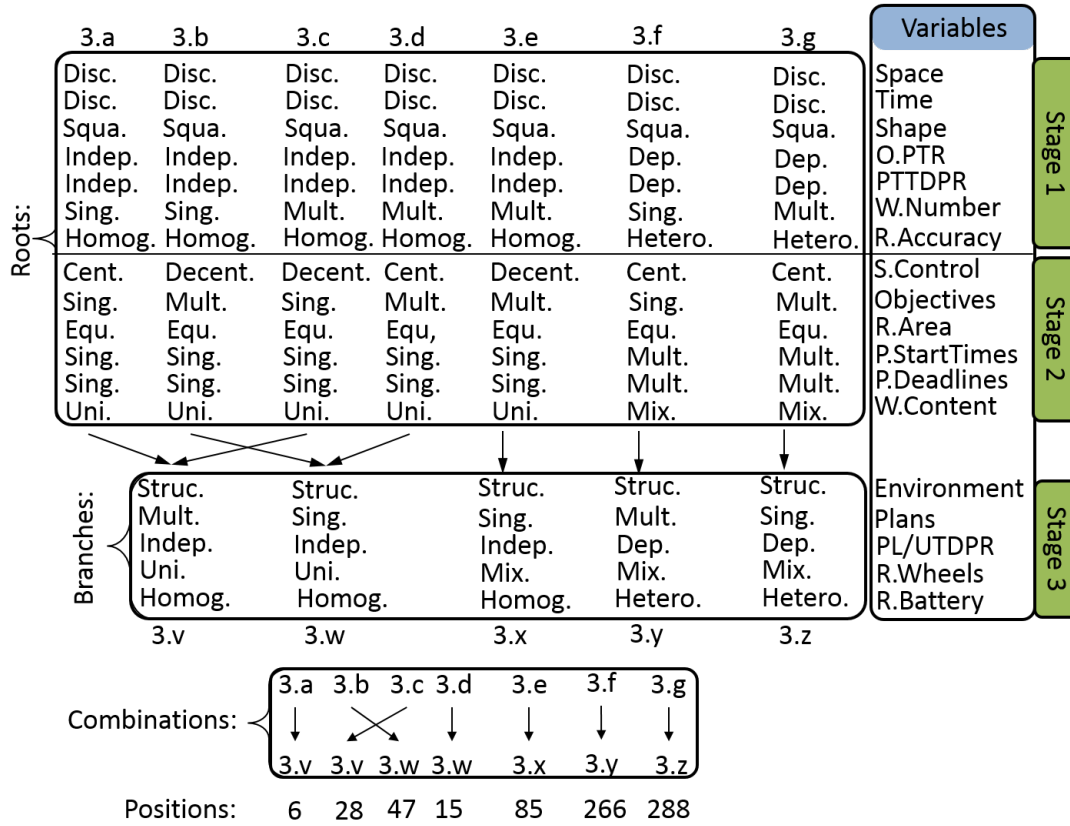 3.a 3.b 3.c 3.d 3.e 3.f 3.g Variables
Disc. Disc. Disc. Disc. Disc. Disc. Disc. Space
Disc. Disc. Disc. Disc. Disc. Disc. Disc. Time
Squa. Squa. Squa. Squa. Squa. Squa. Squa. Shape
Indep. Indep. Indep. Indep. Indep. Dep. Dep. O.PTR
Indep. Indep. Indep. Indep. Indep. Dep. Dep. PTTDPR
Sing. Sing. Mult. Mult. Mult. Sing. Mult. W.Number
Homog. Homog. Homog. Homog. Homog. Hetero. Hetero. R.Accuracy
Stage 1
Roots:
Cent. Decent. Decent. Cent. Decent. Cent. Cent. S.Control
Sing. Mult. Sing. Mult. Mult. Sing. Mult. Objectives
Equ. Equ. Equ. Equ, Equ. Equ. Equ. R.Area
Sing. Sing. Sing. Sing. Sing. Mult. Mult. P.StartTimes
Sing. Sing. Sing. Sing. Sing. Mult. Mult. P.Deadlines
Uni. Uni. Uni. Uni. Uni. Mix. Mix. W.Content
Stage 2
Struc. Struc. Struc. Struc. Struc. Environment
Mult. Sing. Sing. Mult. Sing. Plans
Indep. Indep. Indep. Dep. Dep. PL/UTDPR
Uni. Uni. Mix. Mix. Mix. R.Wheels
Homog. Homog. Homog. Hetero. Hetero. R.Battery
Stage 3
Branches:
3.v 3.w 3.x 3.y 3.z
3.a 3.b 3.c 3.d 3.e 3.f 3.g
Combinations:
3.v 3.v 3.w 3.w 3.x 3.y 3.z
Positions: 6 28 47 15 85 266 288